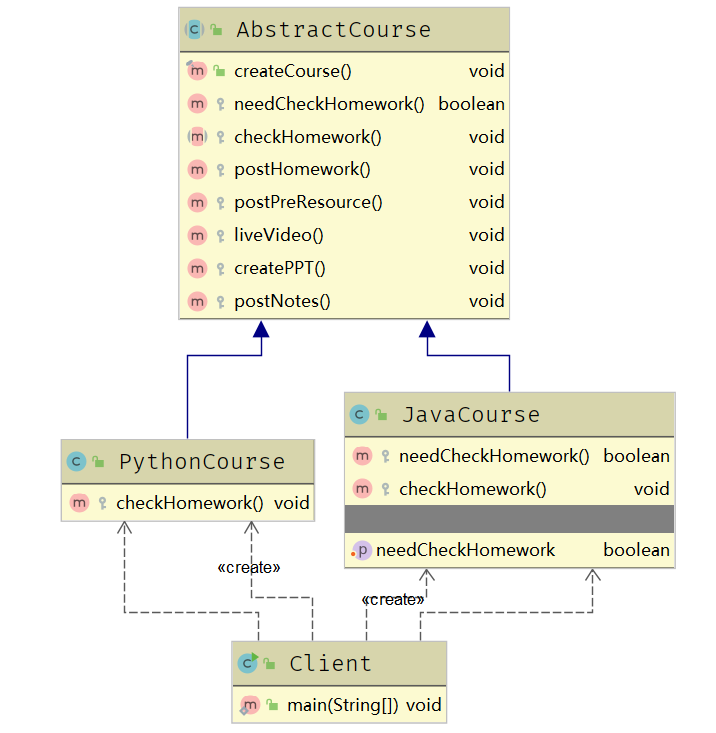 AbstractCourse
createCourse() void
needCheckHomework() boolean
checkHomework() void
postHomework() void
postPreResource() void
liveVideo() void
createPPT() void
postNotes() void
JavaCourse
needCheckHomework() boolean
checkHomework() void
needCheckHomework boolean
PythonCourse
checkHomework() void
«create»
«create»
Client
main(String[]) void